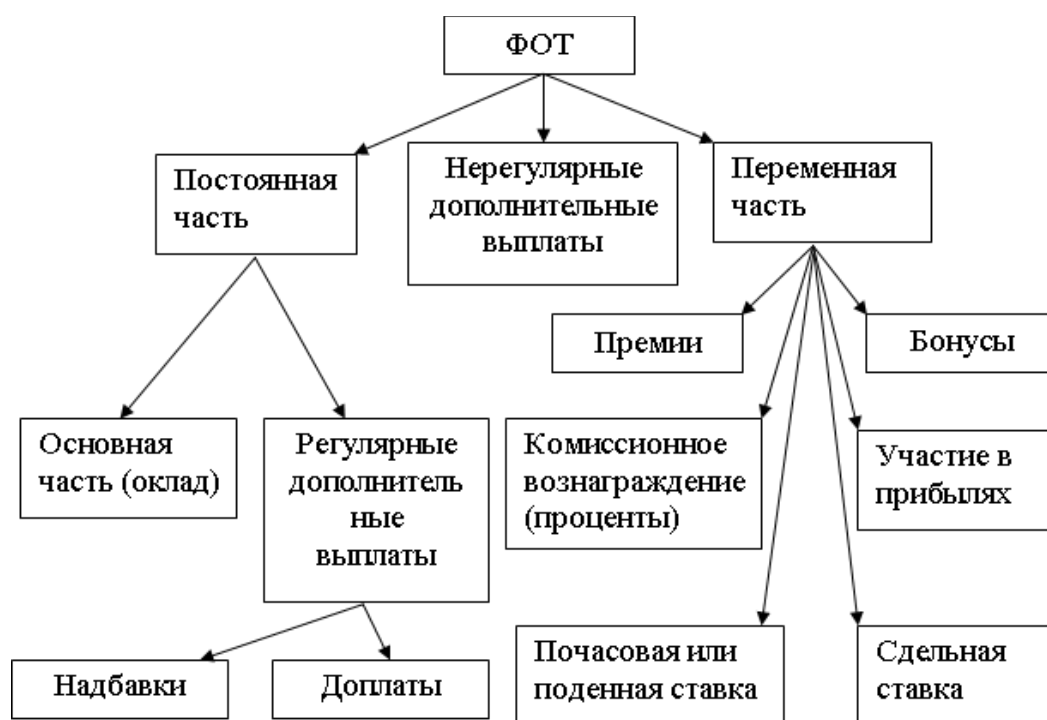 ФОТ
Постоянная
часть
Нерегулярные
дополнительные
выплаты
Переменная
часть
Премии
Бонусы
Основная
часть (оклад)
Регулярные
дополнитель
ные
выплаты
Комиссионное
вознаграждение
(проценты)
Участие в
прибылях
Надбавки
Доплаты
Почасовая или
поденная ставка
Сдельная
ставка